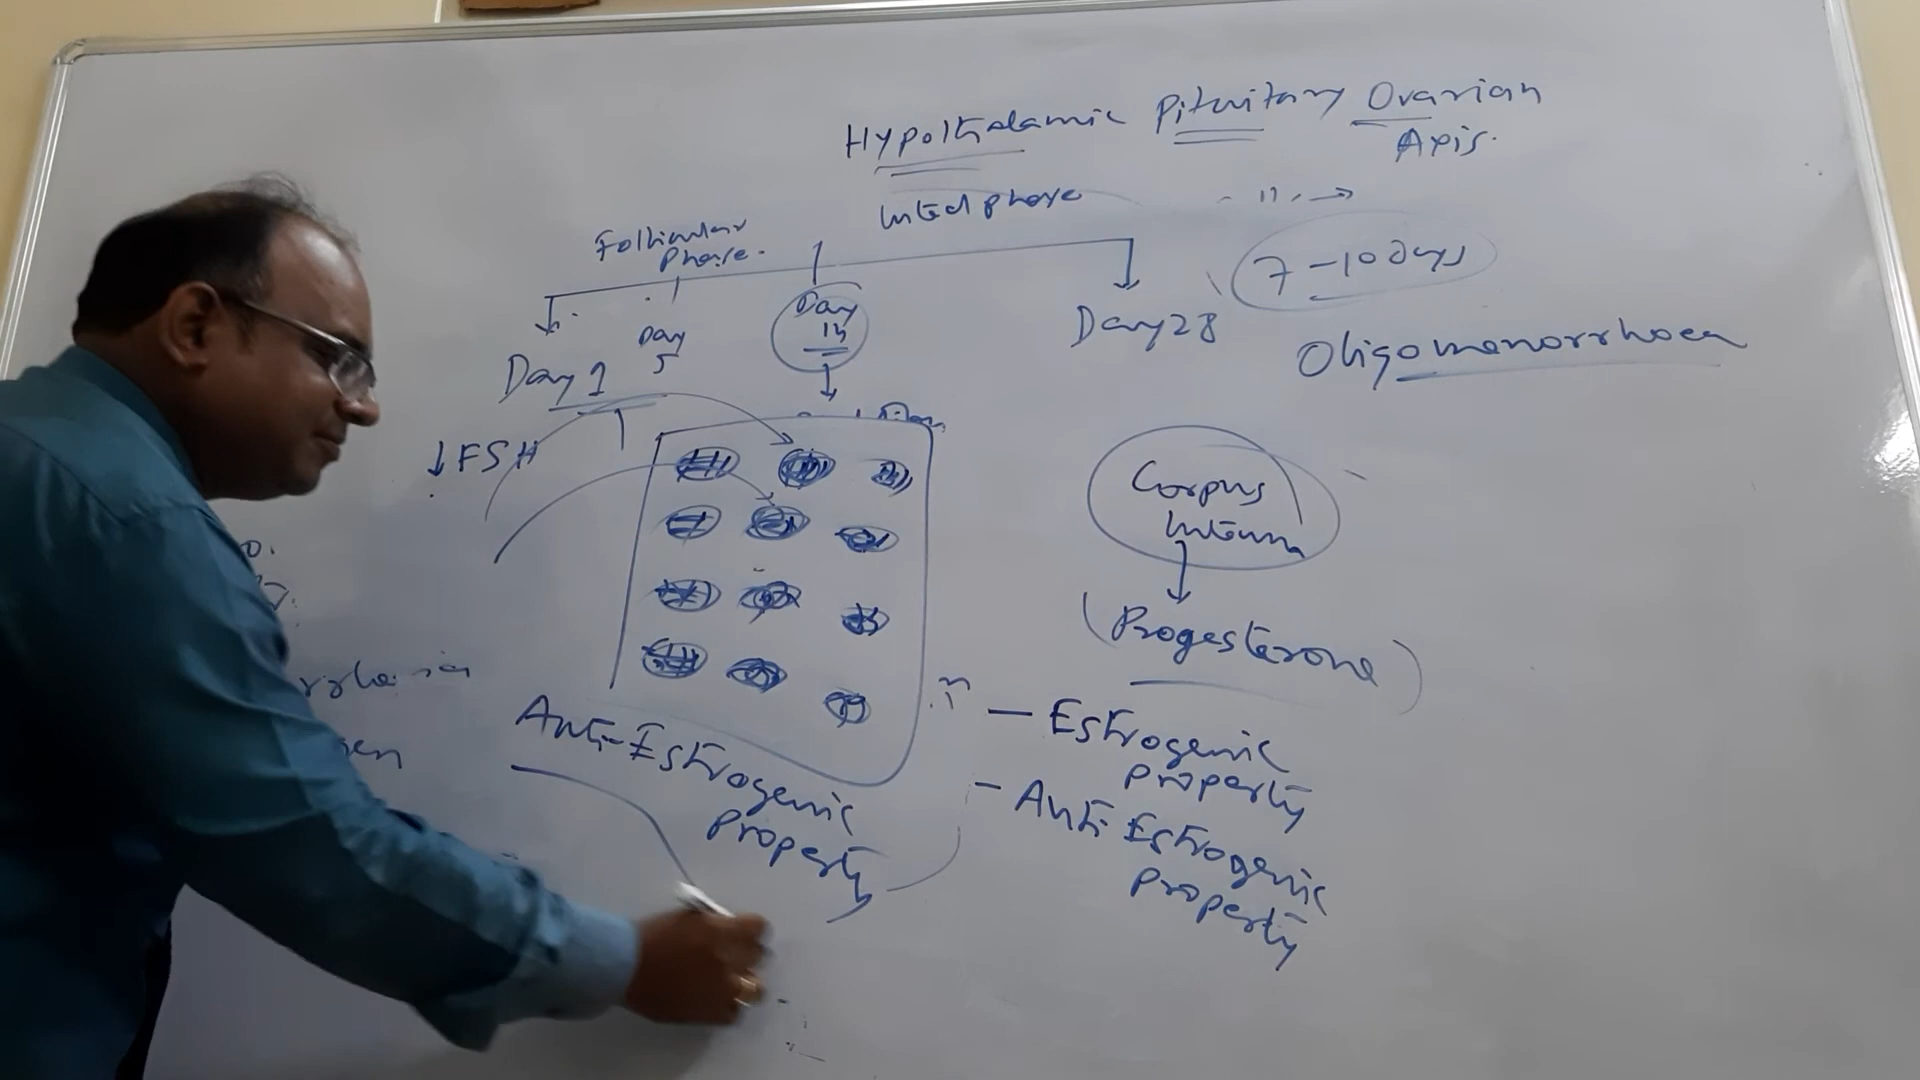 Hypothalamic Pituitary Ovarian
Axis.
Luteal phase
Follicular
Phase.
7-10 days
Day 1
Day
5
Day
14
Day 28
Oligomenorrhoea
↓FSH
Corpus
luteum
↓
(Progesterone)
Anti-Estrogenic
Property
- Estrogenic
Property
- Anti Estrogenic
Property